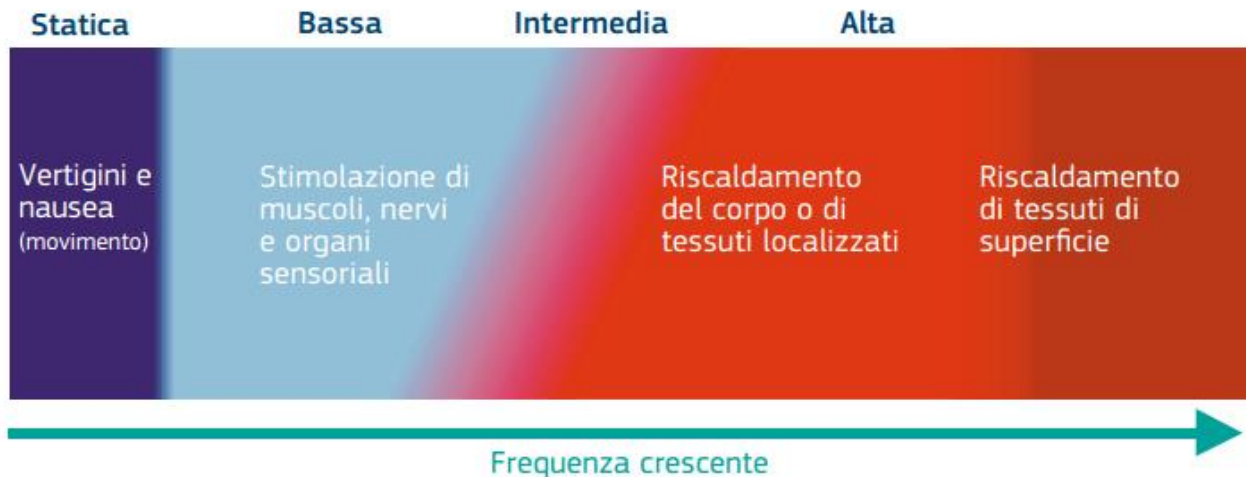 Statica
Bassa
Intermedia
Alta
Vertigini e
nausea
(movimento)
Stimolazione di
muscoli, nervi
e organi
sensoriali
Riscaldamento
del corpo o di
tessuti localizzati
Riscaldamento
di tessuti di
superficie
Frequenza crescente